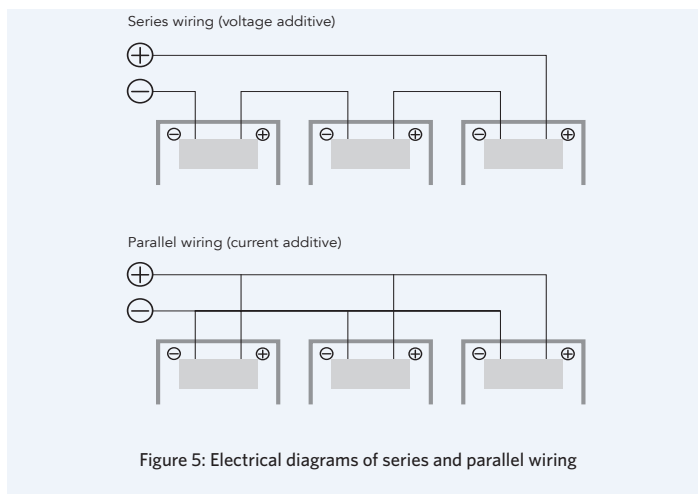 Series wiring (voltage additive)
+
−
− + − + − +
Parallel wiring (current additive)
+
−
− + − + − +
Figure 5: Electrical diagrams of series and parallel wiring